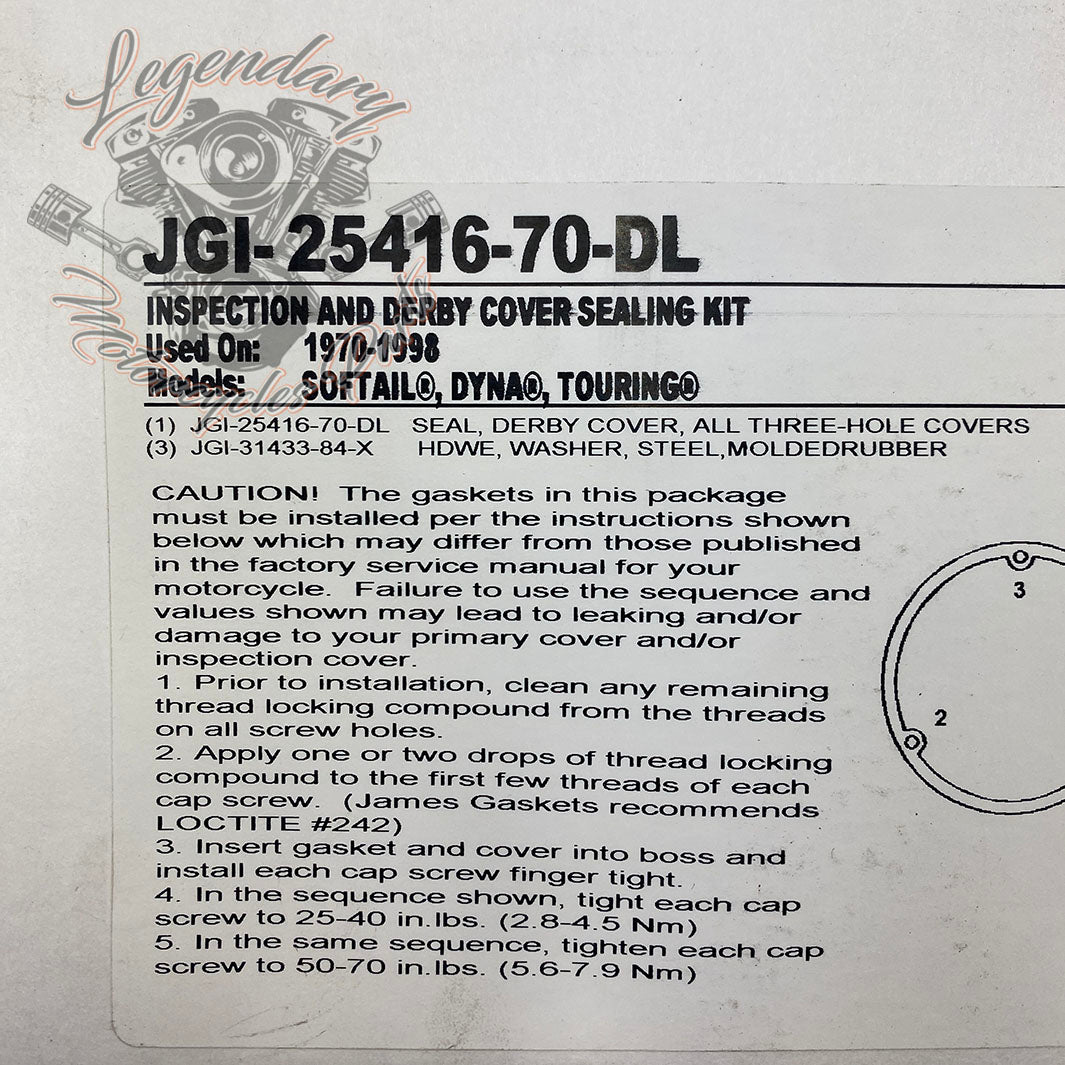 Legendary
Motorcycles Parts
JGI-25416-70-DL
INSPECTION AND DERBY COVER SEALING KIT
Used On: 1970-1998
Models: SOFTAIL®, DYNA®, TOURING®
(1) JGI-25416-70-DL SEAL, DERBY COVER, ALL THREE-HOLE COVERS
(3) JGI-31433-84-X HDWE, WASHER, STEEL,MOLDEDRUBBER
CAUTION! The gaskets in this package
must be installed per the instructions shown
below which may differ from those published
in the factory service manual for your
motorcycle. Failure to use the sequence and
values shown may lead to leaking and/or
damage to your primary cover and/or
inspection cover.
1. Prior to installation, clean any remaining
thread locking compound from the threads
on all screw holes.
2. Apply one or two drops of thread locking
compound to the first few threads of each
cap screw. (James Gaskets recommends
LOCTITE #242)
3. Insert gasket and cover into boss and
install each cap screw finger tight.
4. In the sequence shown, tight each cap
screw to 25-40 in.lbs. (2.8-4.5 Nm)
5. In the same sequence, tighten each cap
screw to 50-70 in.lbs. (5.6-7.9 Nm)
3
2